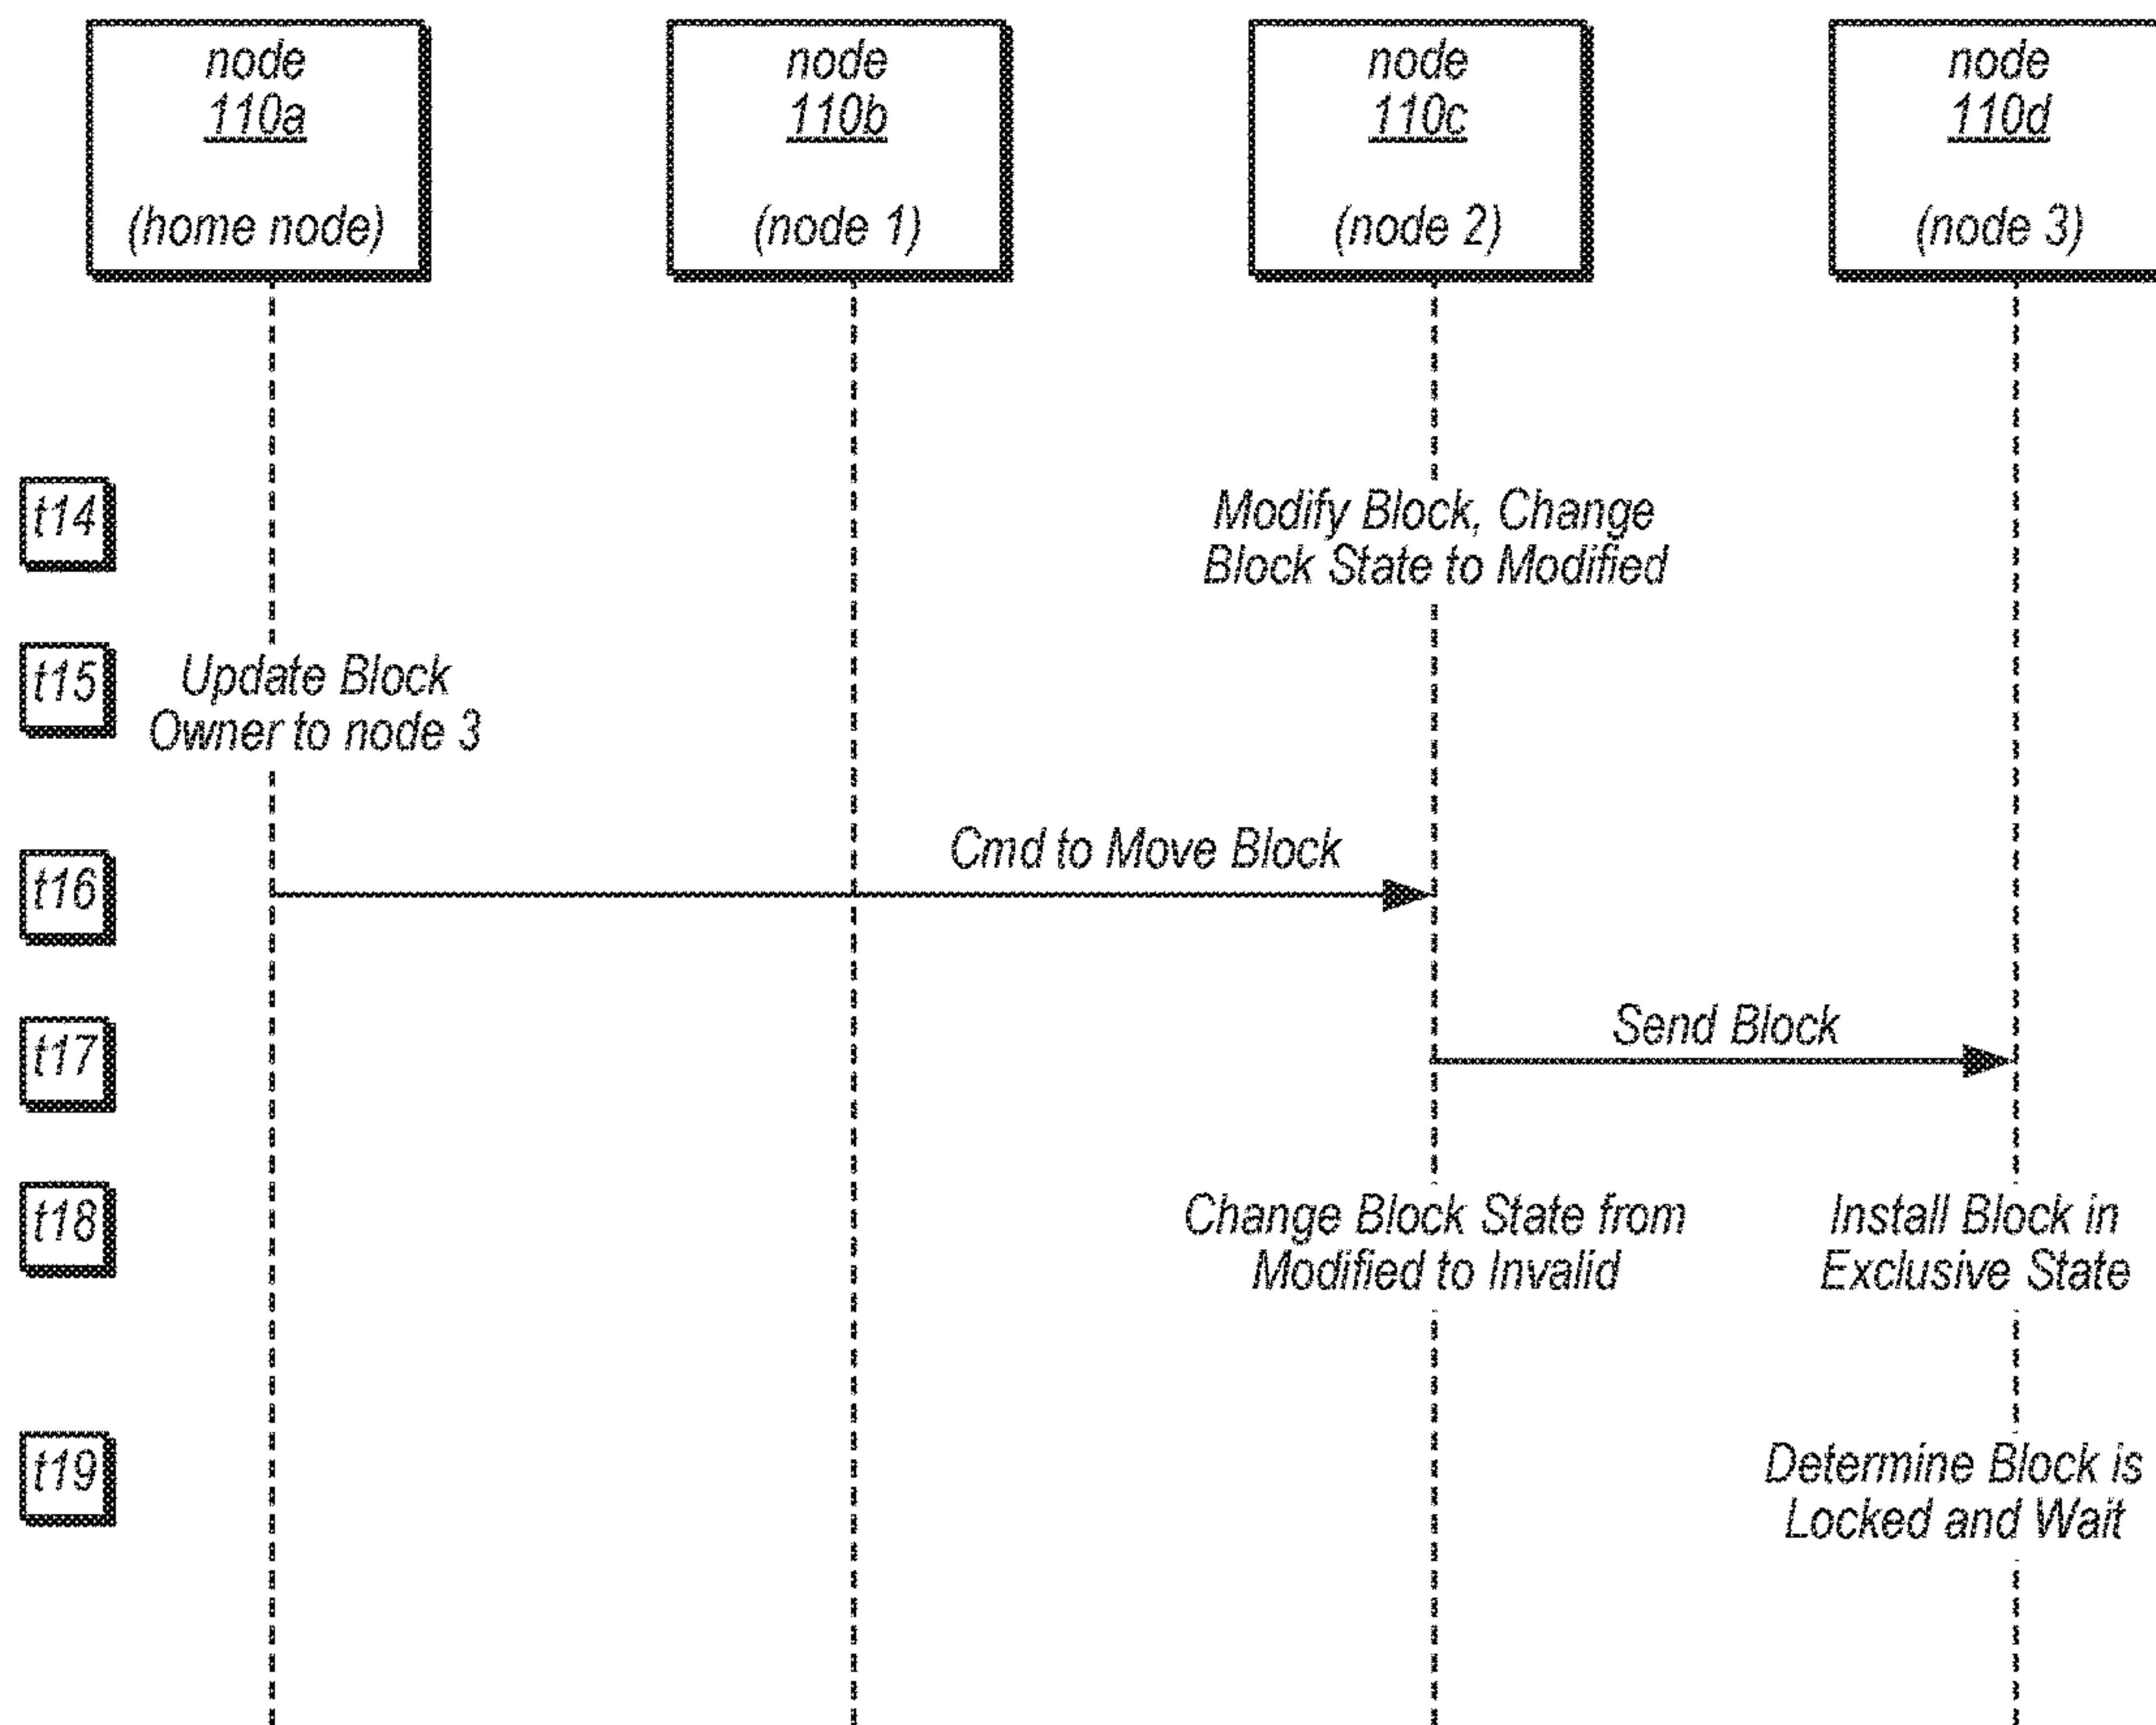 node
110a
(home node)
node
110b
(node 1)
node
110c
(node 2)
node
110d
(node 3)
t14
Modify Block, Change
Block State to Modified
t15
Update Block
Owner to node 3
t16
Cmd to Move Block
t17
Send Block
t18
Change Block State from
Modified to Invalid
Install Block in
Exclusive State
t19
Determine Block is
Locked and Wait